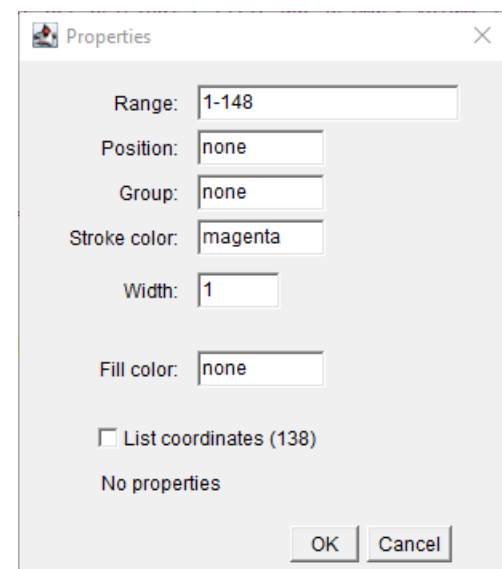 Properties
Range: 1-148
Position: none
Group: none
Stroke color: magenta
Width: 1
Fill color: none
List coordinates (138)
No properties
OK Cancel